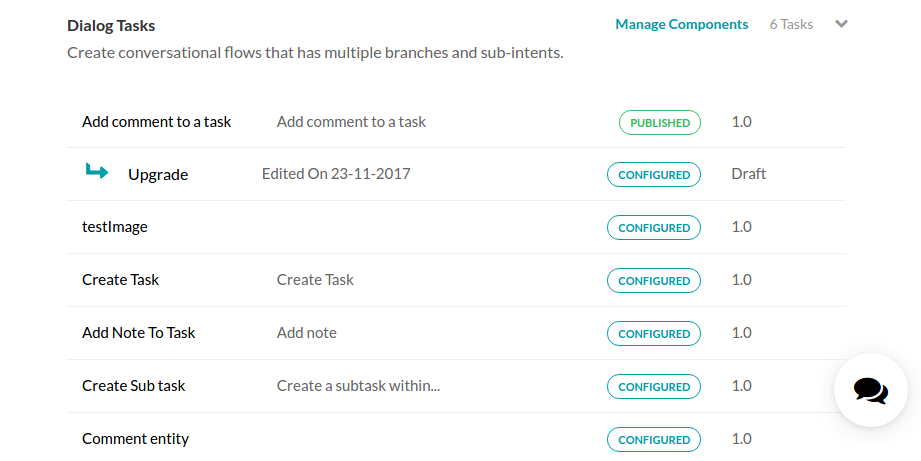 Dialog Tasks Manage Components 6 Tasks
Create conversational flows that has multiple branches and sub-intents.
Add comment to a task Add comment to a task PUBLISHED 1.0
Upgrade Edited On 23-11-2017 CONFIGURED Draft
testImage CONFIGURED 1.0
Create Task Create Task CONFIGURED 1.0
Add Note To Task Add note CONFIGURED 1.0
Create Sub task Create a subtask within... CONFIGURED 1.0
Comment entity CONFIGURED 1.0